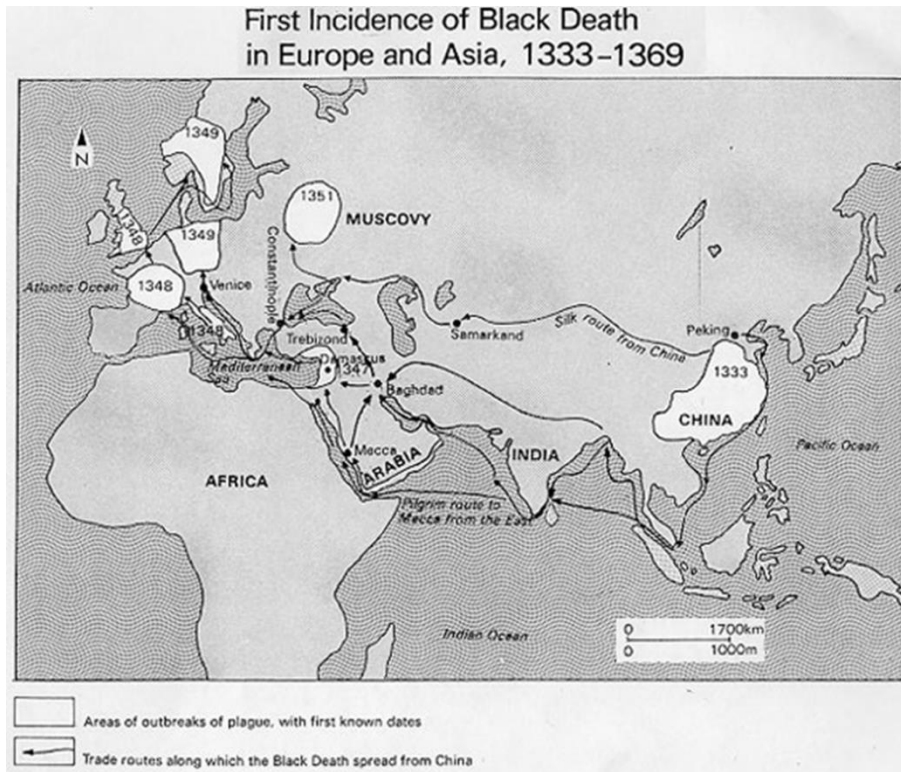 First Incidence of Black Death
in Europe and Asia, 1333-1369
N
1349
1351
MUSCOVY
1348
1349
Constantinople
Atlantic Ocean
1348
Venice
1348
Trebizond
Samarkand
Silk route from China
Peking
Mediterranean
Sea
Damascus
1347
Baghdad
1333
CHINA
Pacific Ocean
Mecca
ARABIA
INDIA
AFRICA
Pilgrim route to
Mecca from the East
Indian Ocean
0 1700km
0 1000m
Areas of outbreaks of plague, with first known dates
Trade routes along which the Black Death spread from China